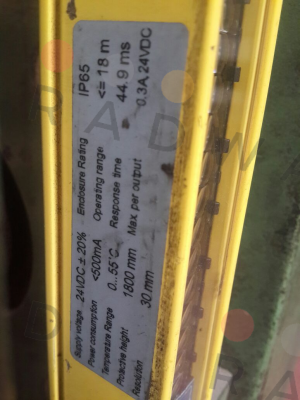 Supply voltage 24VDC ± 20% Enclosure Rating IP65
Power consumption <500mA Operating range <= 18 m
Temperature Range 0...55°C Response time 44.9 ms
Protective height 1800 mm Max. per output 0,3A,24VDC
Resolution 30 mm